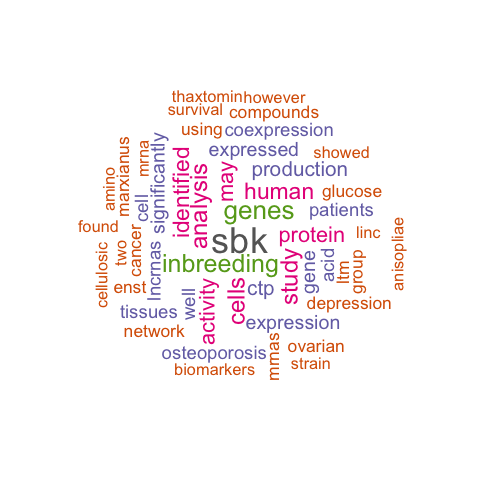 thaxtomin however
survival compounds
using coexpression
expressed showed
production
human glucose
genes patients
sbk protein linc
inbreeding
ctp
depression
expression
osteoporosis ovarian
biomarkers strain
network
tissues
enst
found
cellulosic
two
amino
marxianus
mrna
cancer
cell
lncrnas
significantly
identified
analysis
may
well
activity
cells
study
gene
acid
ltm
group
anisopliae
mmas